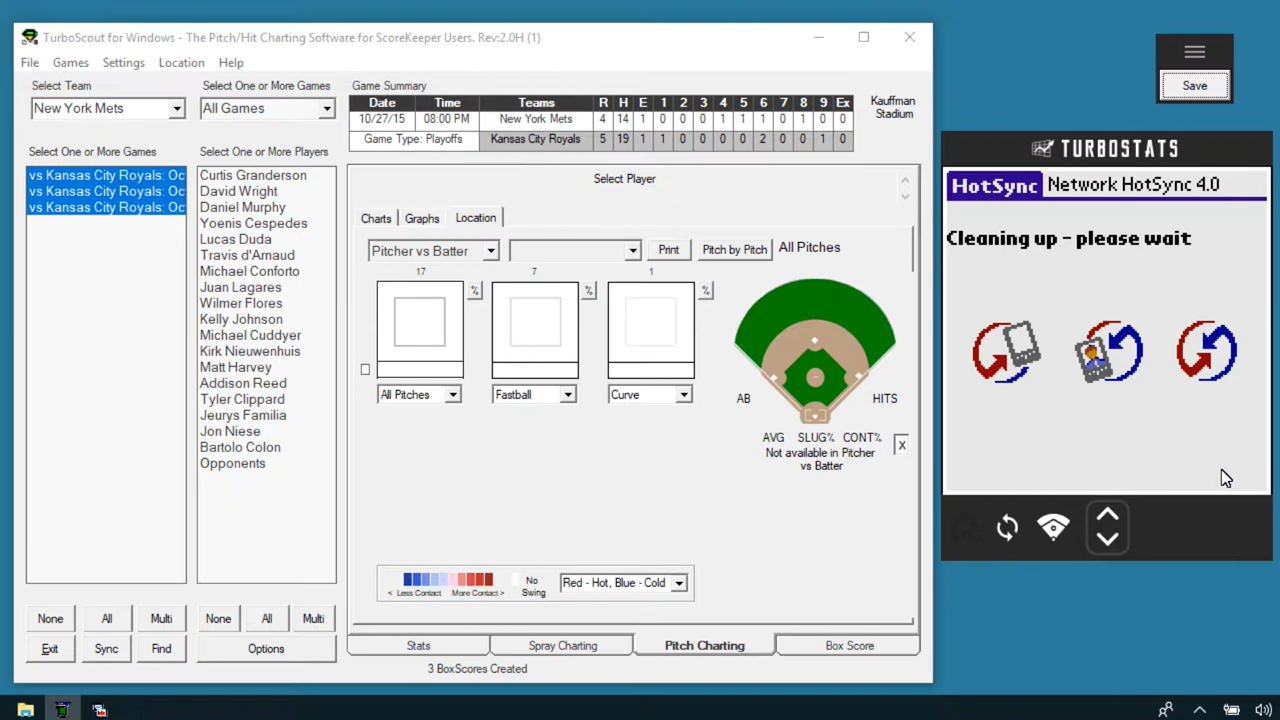 TurboScout for Windows - The Pitch/Hit Charting Software for ScoreKeeper Users. Rev:2.0H (1)
File Games Settings Location Help
Select Team
New York Mets
Select One or More Games
All Games
Select One or More Games
vs Kansas City Royals: Oc
vs Kansas City Royals: Oc
vs Kansas City Royals: Oc
Select One or More Players
Curtis Granderson
David Wright
Daniel Murphy
Yoenis Cespedes
Lucas Duda
Travis d'Arnaud
Michael Conforto
Juan Lagares
Wilmer Flores
Kelly Johnson
Michael Cuddyer
Kirk Nieuwenhuis
Matt Harvey
Addison Reed
Tyler Clippard
Jeurys Familia
Jon Niese
Bartolo Colon
Opponents
None All Multi None All Multi
Exit Sync Find Options
Game Summary
Date Time Teams R H E 1 2 3 4 5 6 7 8 9 Ex
10/27/15 08:00 PM New York Mets 4 14 1 0 0 0 1 1 1 0 1 0 0
Game Type: Playoffs Kansas City Royals 5 19 1 1 0 0 0 0 2 0 0 1 0
Kauffman
Stadium
Select Player
Charts Graphs Location
Pitcher vs Batter Print Pitch by Pitch All Pitches
17 7 1
% % %
All Pitches Fastball Curve
AB HITS
AVG SLUG% CONT%
Not available in Pitcher
vs Batter
X
< Less Contact More Contact >
No
Swing
Red - Hot, Blue - Cold
Stats Spray Charting Pitch Charting Box Score
3 BoxScores Created
Save
TURBOSTATS
HotSync Network HotSync 4.0
Cleaning up - please wait